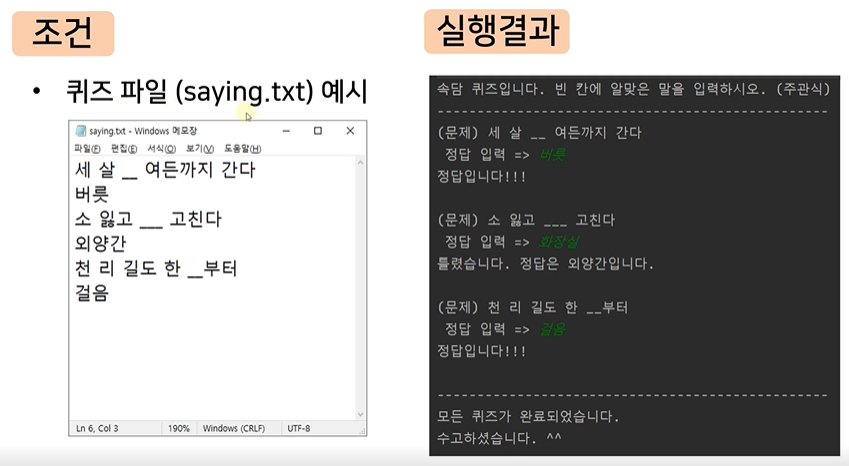 조건
• 퀴즈 파일 (saying.txt) 예시
saying.txt - Windows 메모장
파일(F) 편집(E) 서식(O) 보기(V) 도움말(H)
세 살 __ 여든까지 간다
버릇
소 잃고 ___ 고친다
외양간
천 리 길도 한 __부터
걸음
Ln 6, Col 3 190% Windows (CRLF) UTF-8
실행결과
속담 퀴즈입니다. 빈 칸에 알맞은 말을 입력하시오. (주관식)
--------------------------------------------------
(문제) 세 살 __ 여든까지 간다
정답 입력 => 버릇
정답입니다!!!
(문제) 소 잃고 ___ 고친다
정답 입력 => 화장실
틀렸습니다. 정답은 외양간입니다.
(문제) 천 리 길도 한 __부터
정답 입력 => 걸음
정답입니다!!!
--------------------------------------------------
모든 퀴즈가 완료되었습니다.
수고하셨습니다. ^^